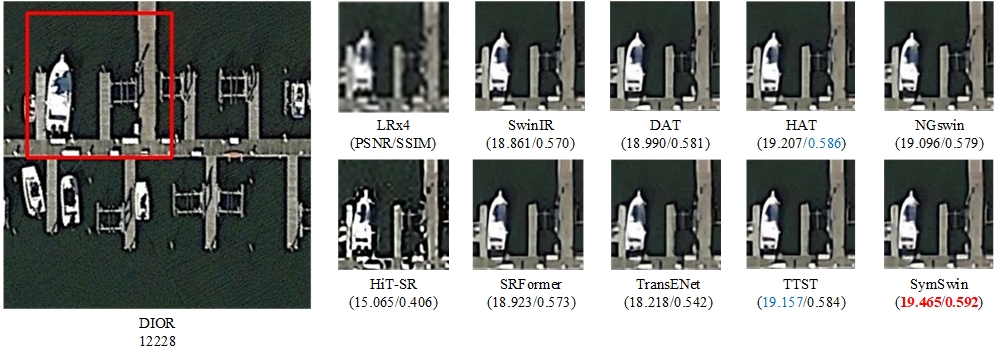 LRx4
(PSNR/SSIM)
SwinIR
(18.861/0.570)
DAT
(18.990/0.581)
HAT
(19.207/0.586)
NGswin
(19.096/0.579)
HiT-SR
(15.065/0.406)
SRFormer
(18.923/0.573)
TransENet
(18.218/0.542)
TTST
(19.157/0.584)
SymSwin
(19.465/0.592)
DIOR
12228